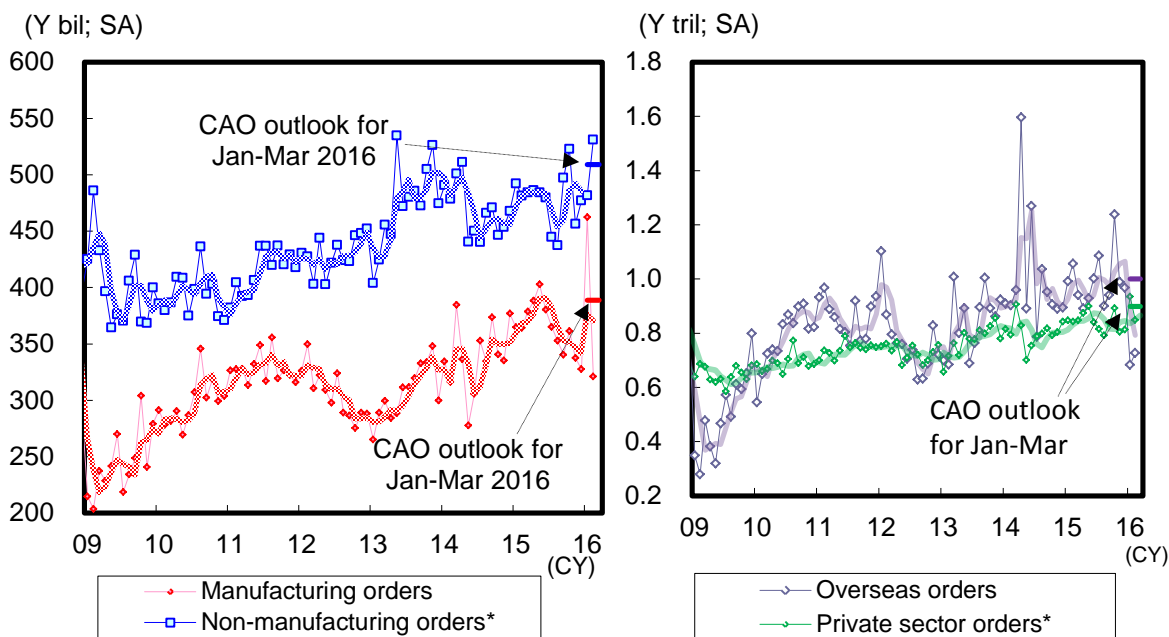 (Y bil; SA)
600
550
500
450
400
350
300
250
200
CAO outlook for
Jan-Mar 2016
CAO outlook for
Jan-Mar 2016
09 10 11 12 13 14 15 16
(CY)
Manufacturing orders
Non-manufacturing orders*
(Y tril; SA)
1.8
1.6
1.4
1.2
1.0
0.8
0.6
0.4
0.2
CAO outlook
for Jan-Mar
09 10 11 12 13 14 15 16
(CY)
Overseas orders
Private sector orders*